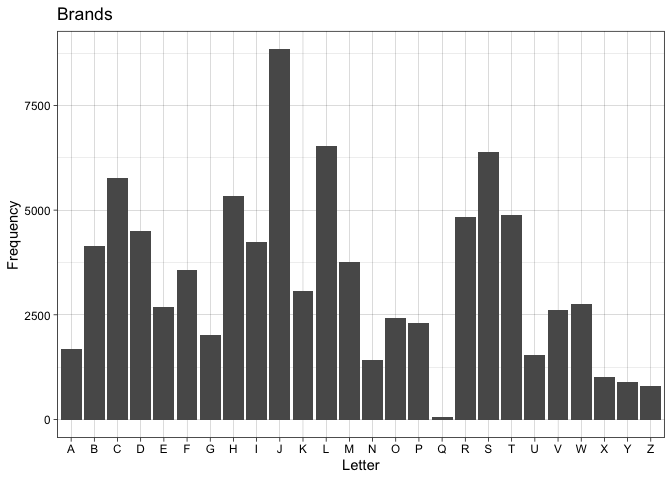 Brands
Frequency
7500
5000
2500
0
A B C D E F G H I J K L M N O P Q R S T U V W X Y Z
Letter